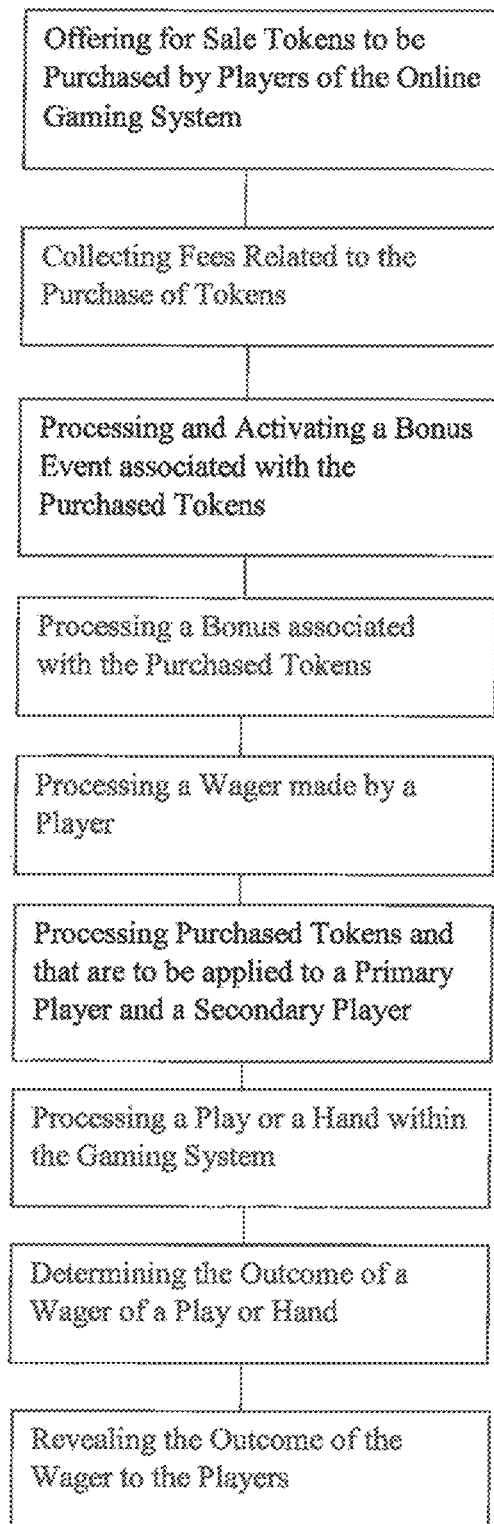 Offering for Sale Tokens to be
Purchased by Players of the Online
Gaming System
Collecting Fees Related to the
Purchase of Tokens
Processing and Activating a Bonus
Event associated with the
Purchased Tokens
Processing a Bonus associated
with the Purchased Tokens
Processing a Wager made by a
Player
Processing Purchased Tokens and
that are to be applied to a Primary
Player and a Secondary Player
Processing a Play or a Hand within
the Gaming System
Determining the Outcome of a
Wager of a Play or Hand
Revealing the Outcome of the
Wager to the Players